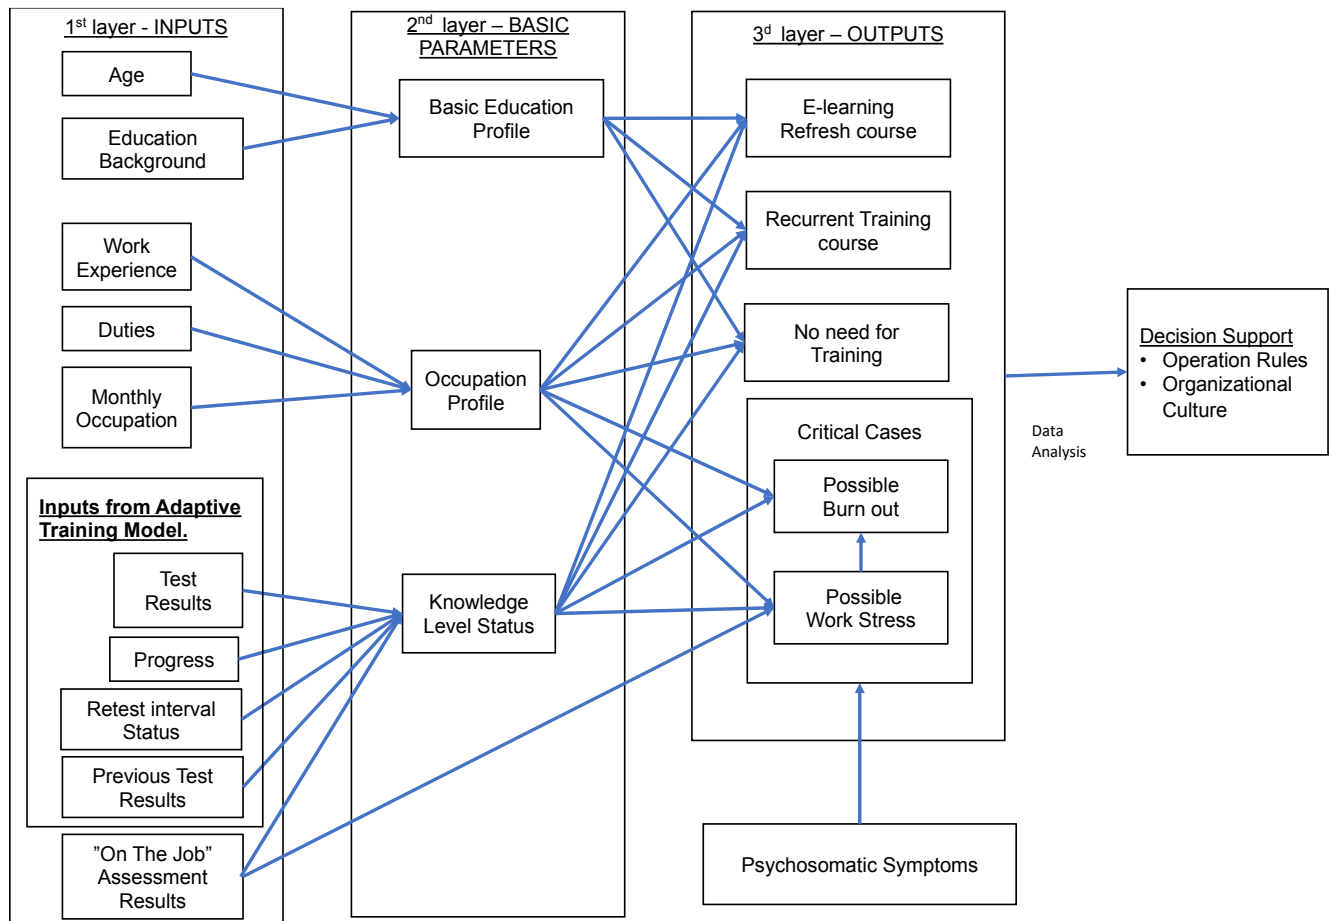 1st layer - INPUTS
Age
Education
Background
Work
Experience
Duties
Monthly
Occupation
Inputs from Adaptive
Training Model.
Test
Results
Progress
Retest interval
Status
Previous Test
Results
”On The Job”
Assessment
Results
2nd layer – BASIC
PARAMETERS
Basic Education
Profile
Occupation
Profile
Knowledge
Level Status
3d layer – OUTPUTS
E-learning
Refresh course
Recurrent Training
course
No need for
Training
Critical Cases
Possible
Burn out
Possible
Work Stress
Psychosomatic Symptoms
Data
Analysis
Decision Support
• Operation Rules
• Organizational
Culture